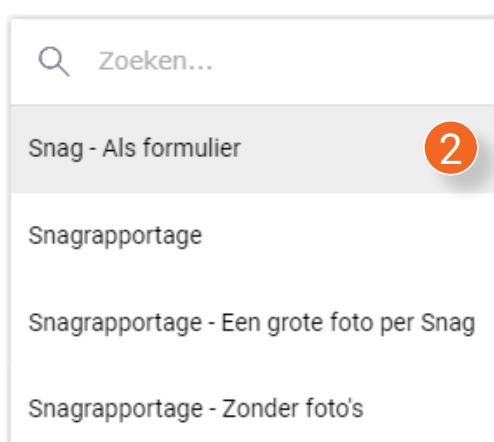 Zoeken...
Snag - Als formulier
2
Snagrapportage
Snagrapportage - Een grote foto per Snag
Snagrapportage - Zonder foto's